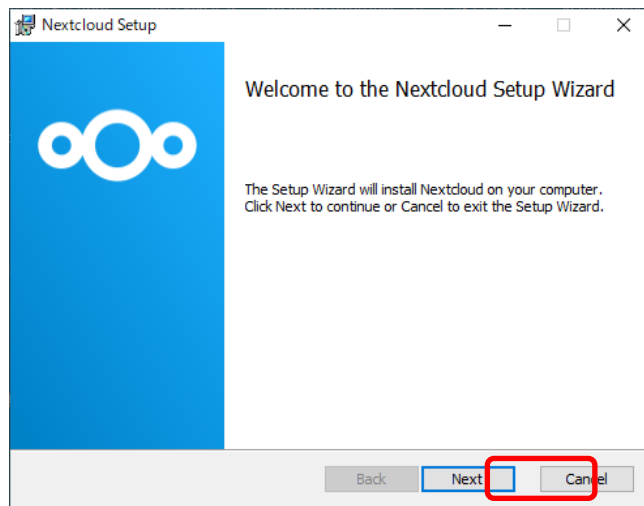 Nextcloud Setup
Welcome to the Nextcloud Setup Wizard
The Setup Wizard will install Nextcloud on your computer.
Click Next to continue or Cancel to exit the Setup Wizard.
Back Next Cancel